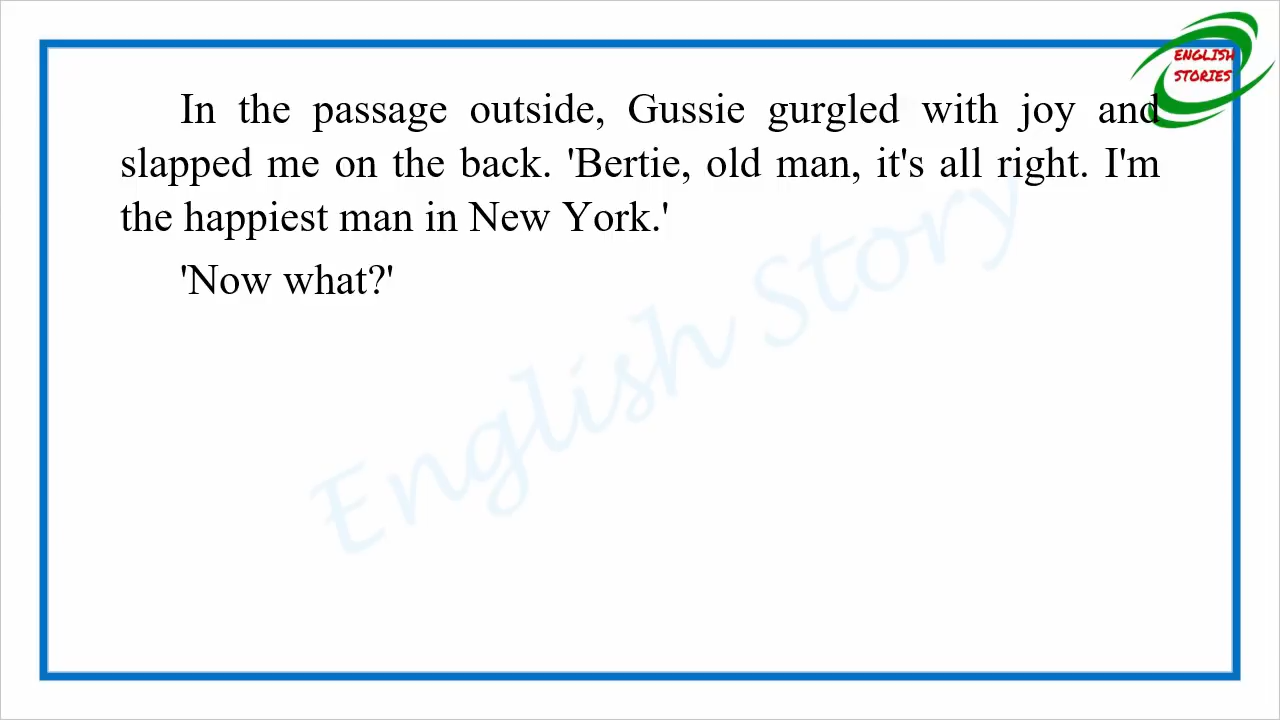 ENGLISH
STORIES
In the passage outside, Gussie gurgled with joy and
slapped me on the back. 'Bertie, old man, it's all right. I'm
the happiest man in New York.'
'Now what?'
English Story